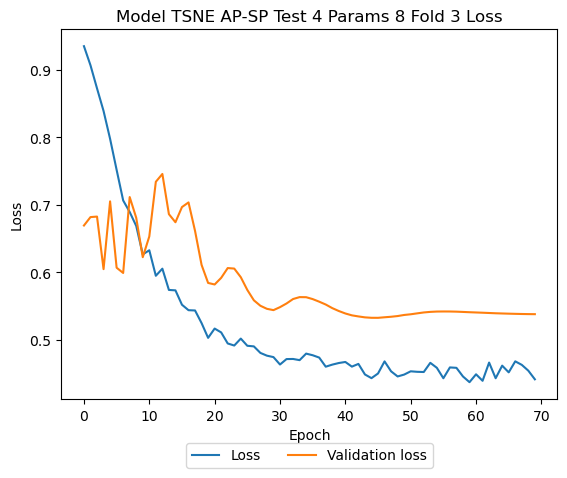 Model TSNE AP-SP Test 4 Params 8 Fold 3 Loss
0.9
0.8
0.7
0.6
0.5
Loss
0 10 20 30 40 50 60 70
Epoch
Loss Validation loss